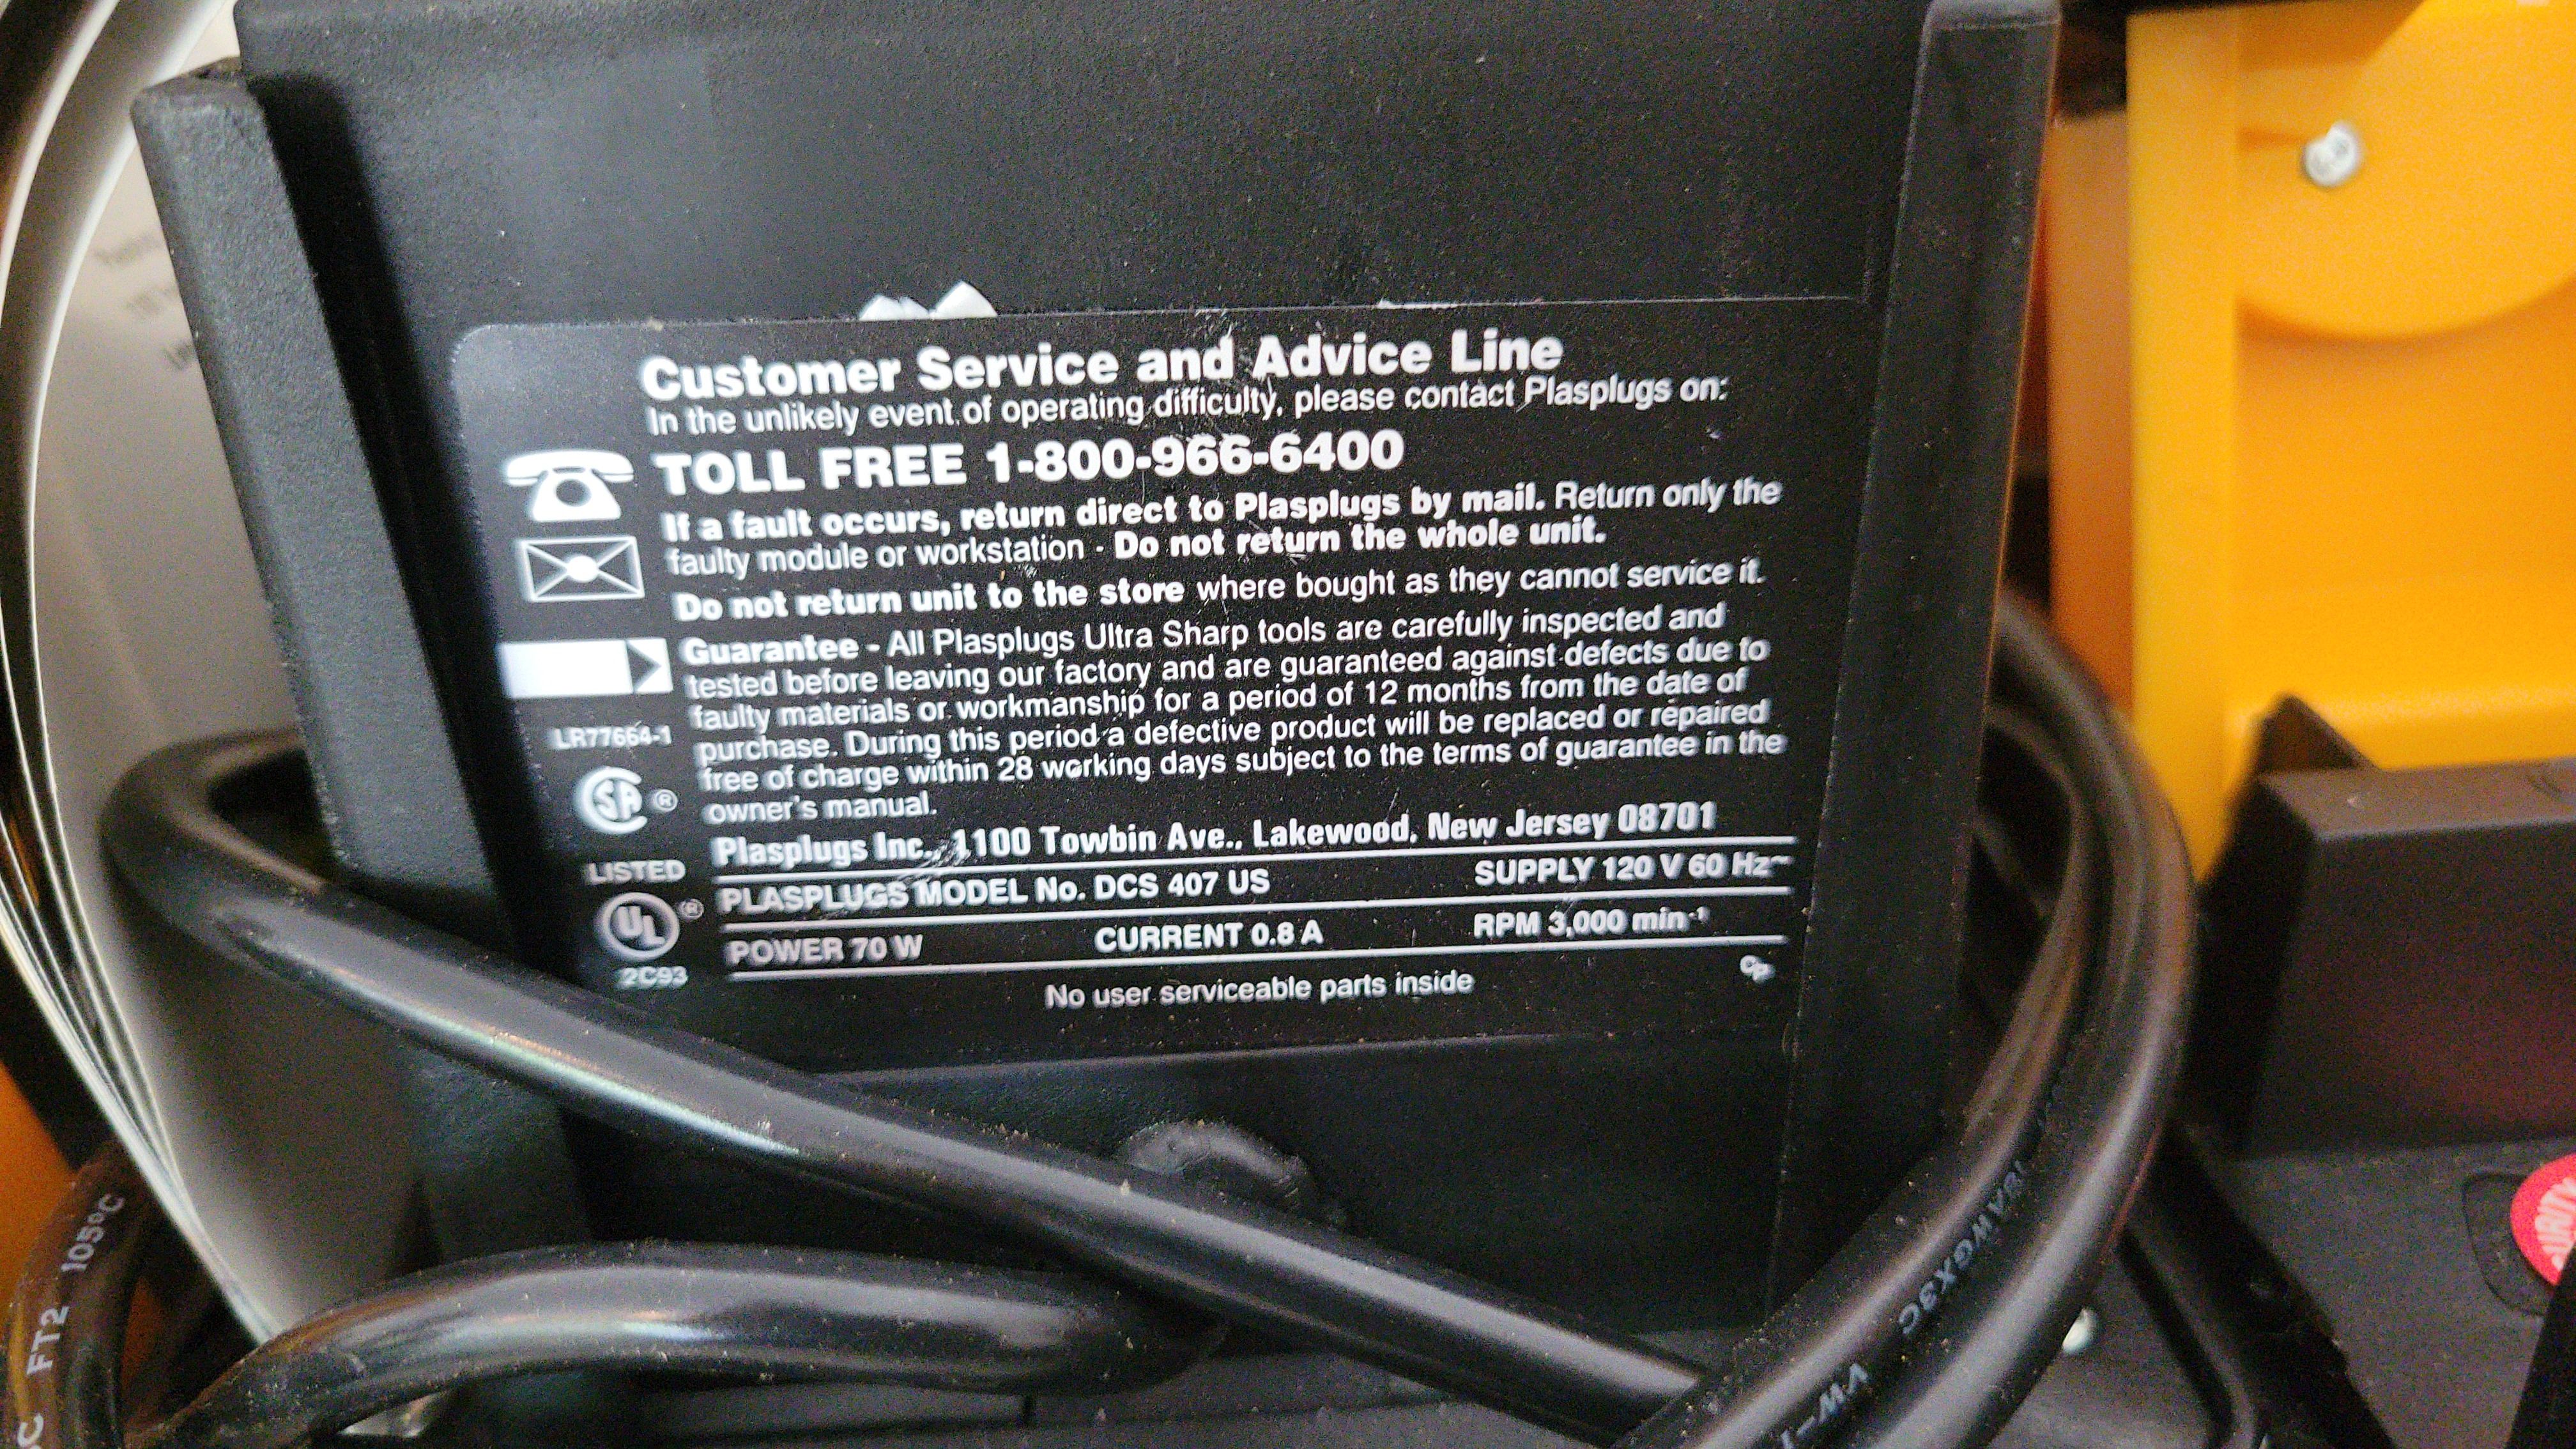 Customer Service and Advice Line
In the unlikely event of operating difficulty, please contact Plasplugs on:
TOLL FREE 1-800-966-6400
If a fault occurs, return direct to Plasplugs by mail. Return only the
faulty module or workstation - Do not return the whole unit.
Do not return unit to the store where bought as they cannot service it.
Guarantee - All Plasplugs Ultra Sharp tools are carefully inspected and
tested before leaving our factory and are guaranteed against defects due to
faulty materials or workmanship for a period of 12 months from the date of
purchase. During this period a defective product will be replaced or repaired
free of charge within 28 working days subject to the terms of guarantee in the
owner's manual.
LR77664-1
SA ®
Plasplugs Inc., 1100 Towbin Ave., Lakewood, New Jersey 08701
LISTED
UL ®
2C93
PLASPLUGS MODEL No. DCS 407 US SUPPLY 120 V 60 Hz~
POWER 70 W CURRENT 0.8 A RPM 3,000 min⁻¹
No user serviceable parts inside
FT2 105°C
AWGX3C
VW-1